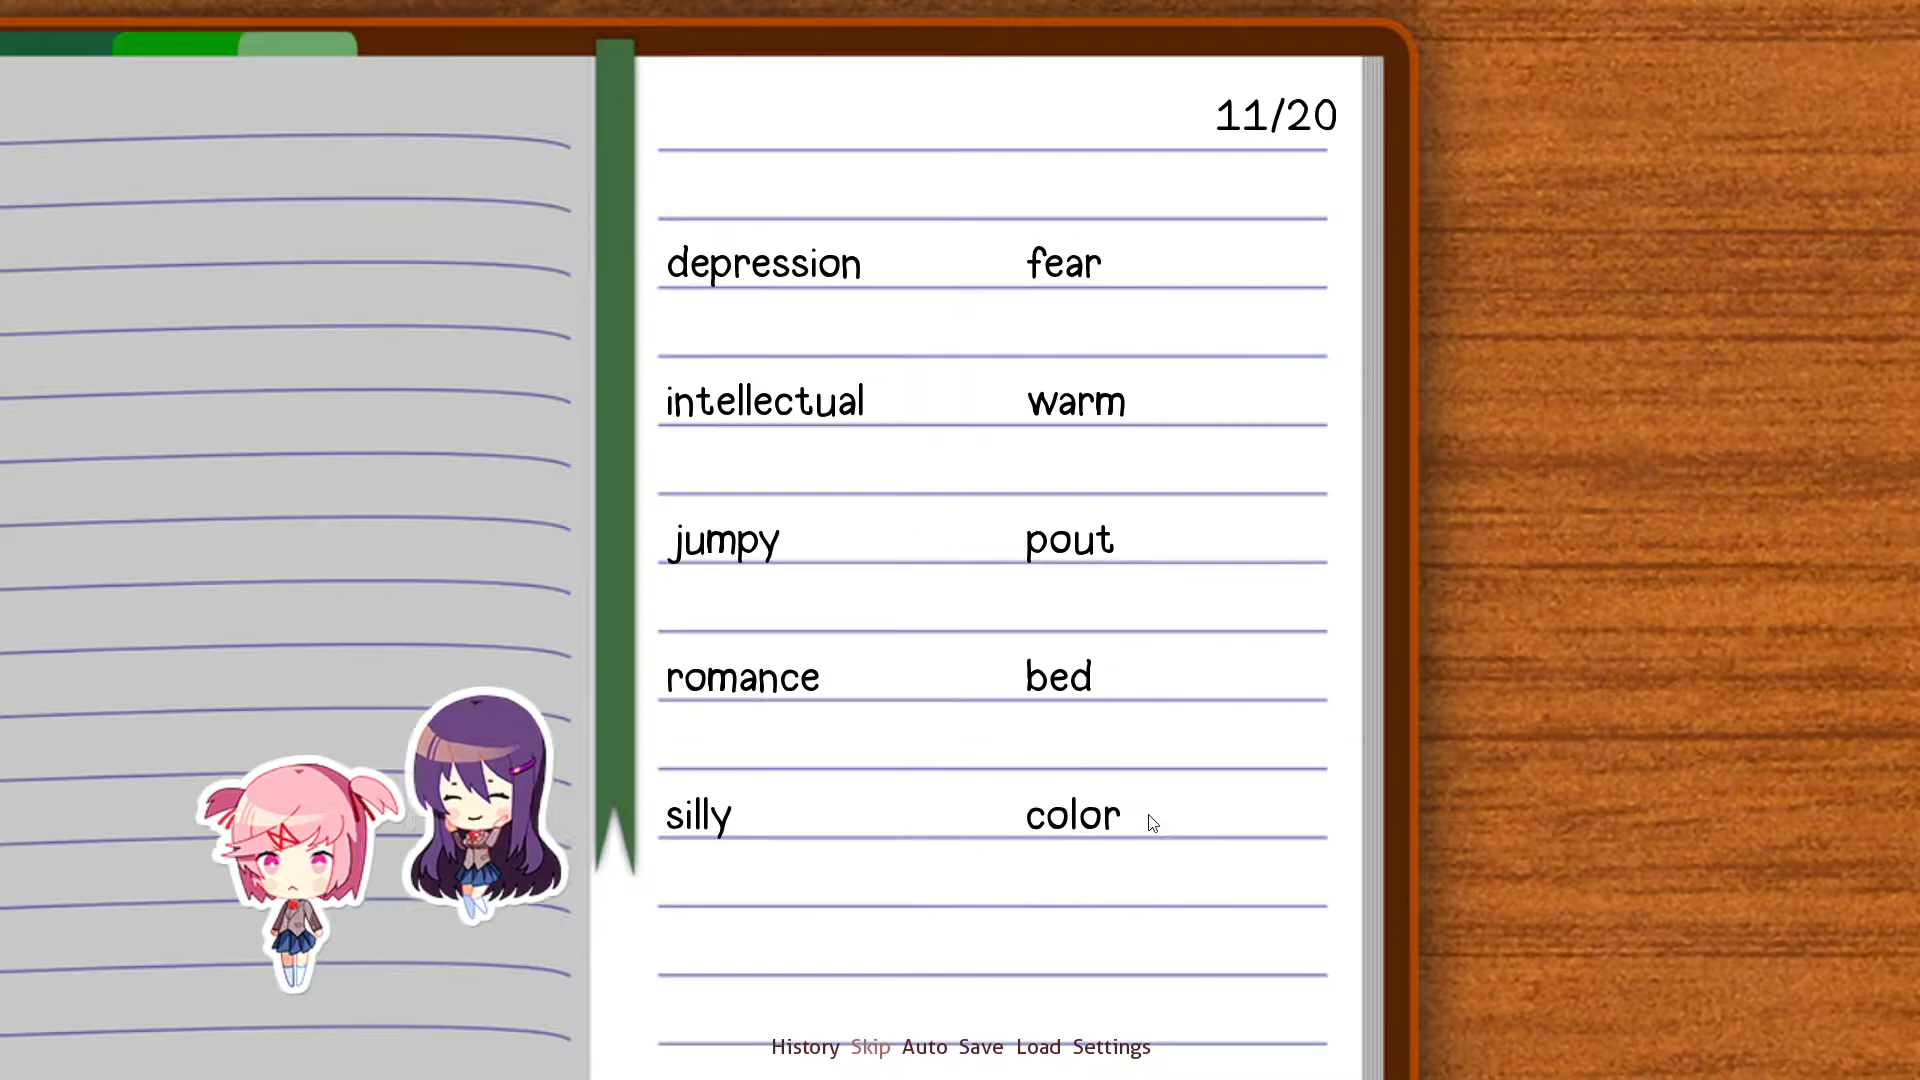 11/20
depression fear
intellectual warm
jumpy pout
romance bed
silly color
History Skip Auto Save Load Settings